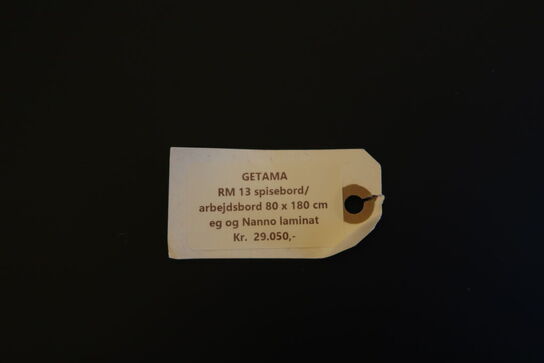 GETAMA
RM 13 spisebord/
arbejdsbord 80 x 180 cm
eg og Nanno laminat
Kr. 29.050,-